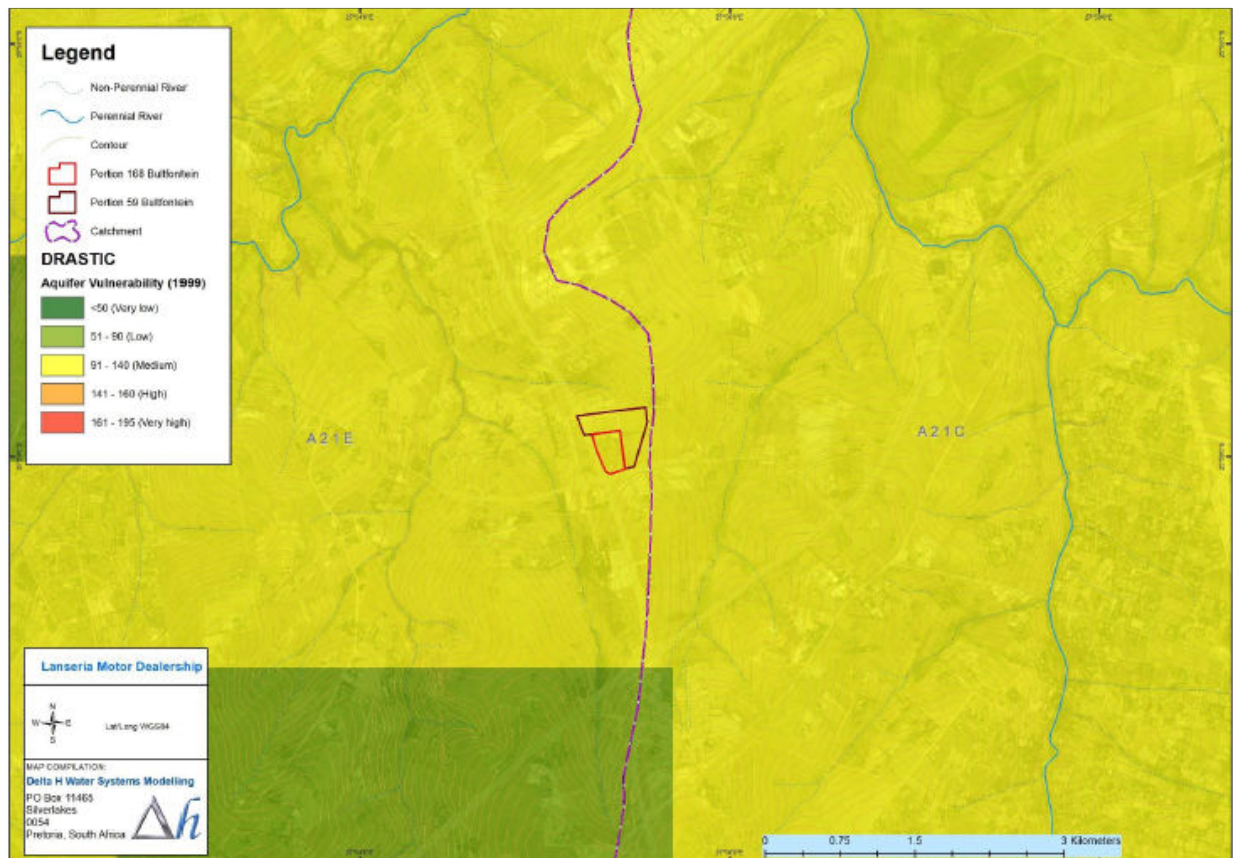 Legend
Non-Perennial River
Perennial River
Contour
Portion 168 Bultfontein
Portion 59 Bultfontein
Catchment
DRASTIC
Aquifer Vulnerability (1999)
<50 (Very low)
51 - 90 (Low)
91 - 140 (Medium)
141 - 160 (High)
161 - 195 (Very high)
A21E
A21C
Lanseria Motor Dealership
N
W E
S
Lat/Long WGS84
MAP COMPILATION:
Delta H Water Systems Modelling
PO Box 11465
Silverlakes
0054
Pretoria, South Africa
h
0 0.75 1.5 3 Kilometers